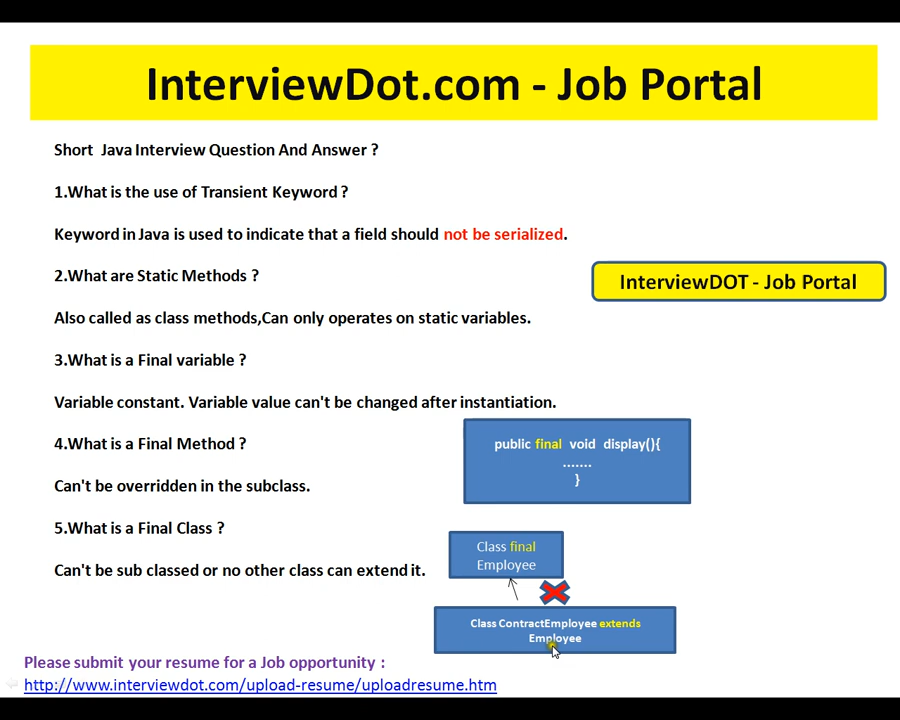 InterviewDot.com - Job Portal
Short Java Interview Question And Answer ?
1.What is the use of Transient Keyword ?
Keyword in Java is used to indicate that a field should not be serialized.
2.What are Static Methods ?
InterviewDOT - Job Portal
Also called as class methods,Can only operates on static variables.
3.What is a Final variable ?
Variable constant. Variable value can't be changed after instantiation.
4.What is a Final Method ?
public final void display(){
.......
}
Can't be overridden in the subclass.
5.What is a Final Class ?
Class final
Employee
Can't be sub classed or no other class can extend it.
Class ContractEmployee extends
Employee
Please submit your resume for a Job opportunity :
http://www.interviewdot.com/upload-resume/uploadresume.htm